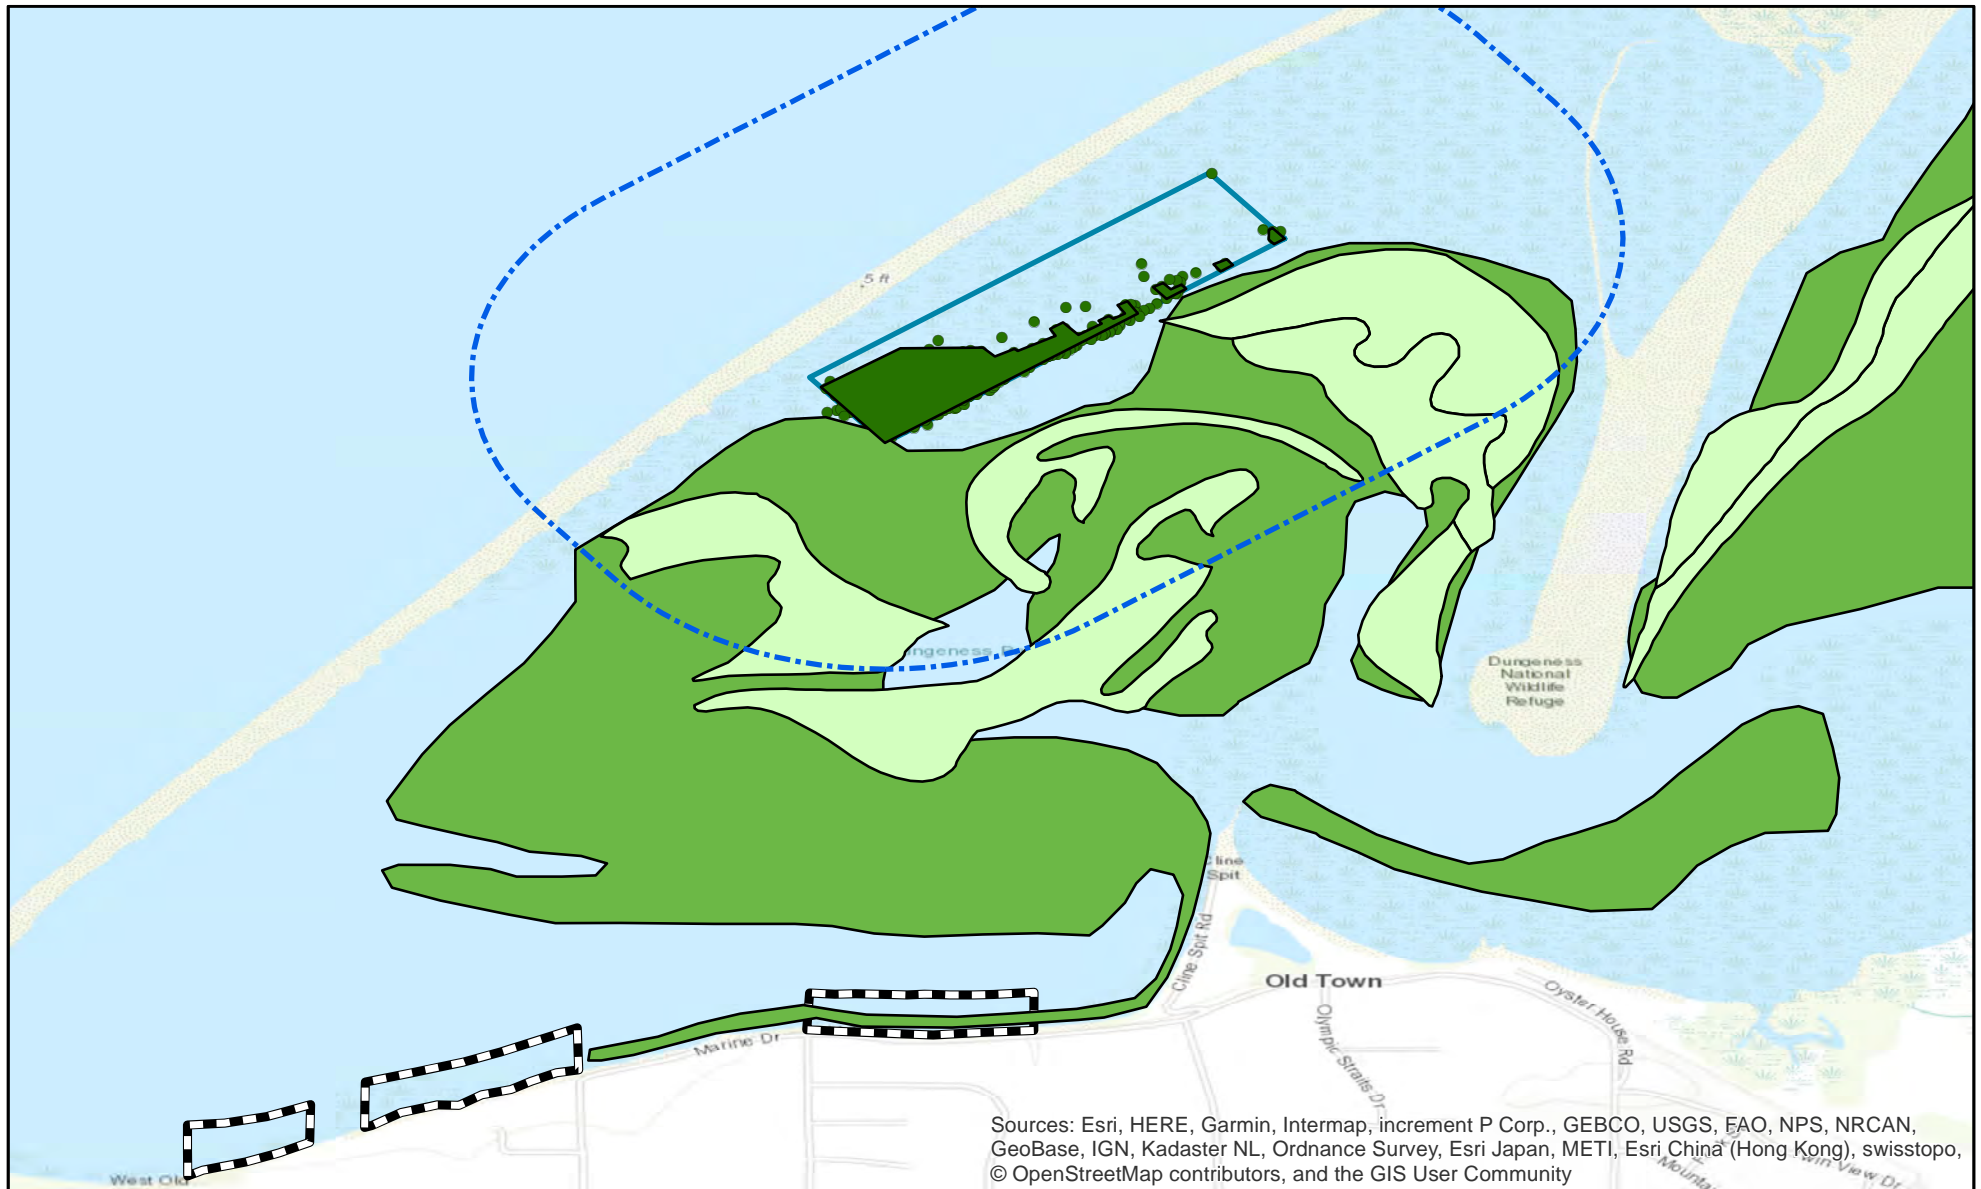 .5 ft
Dungeness
National
Wildlife
Refuge
Spit
Cline Spit Rd
Old Town
Oyster House Rd
Olympic Straits Dr
Marine Dr
West Old
Sources: Esri, HERE, Garmin, Intermap, increment P Corp., GEBCO, USGS, FAO, NPS, NRCAN,
GeoBase, IGN, Kadaster NL, Ordnance Survey, Esri Japan, METI, Esri China (Hong Kong), swisstopo,
© OpenStreetMap contributors, and the GIS User Community